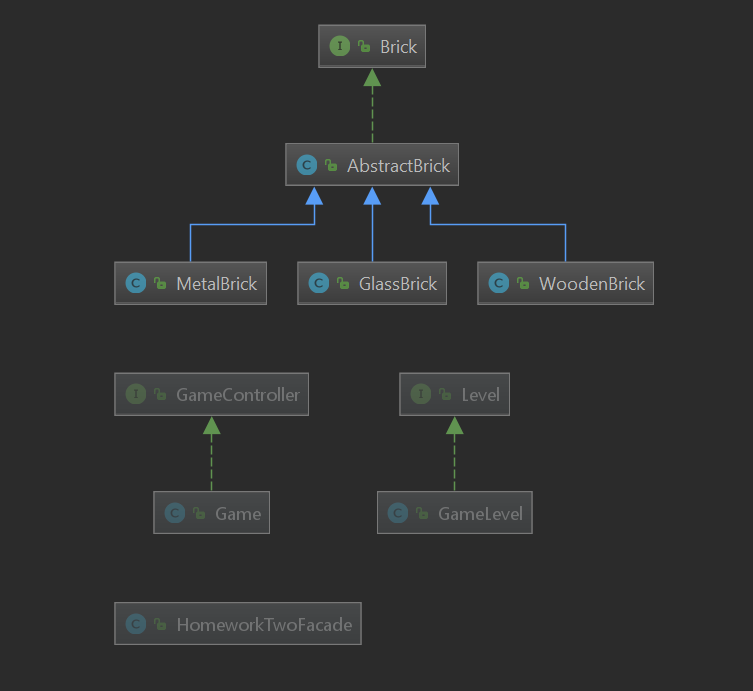 I Brick
C AbstractBrick
C MetalBrick
C GlassBrick
C WoodenBrick
I GameController
I Level
C Game
C GameLevel
C HomeworkTwoFacade